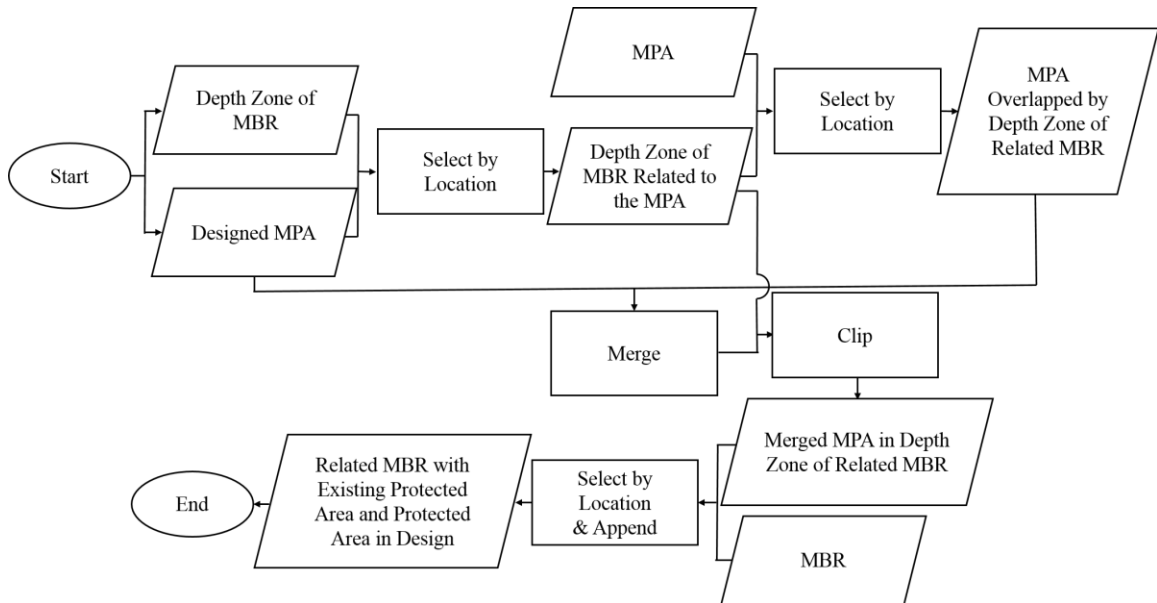 Start
Depth Zone of
MBR
Designed MPA
Select by
Location
MPA
Depth Zone of
MBR Related to
the MPA
Select by
Location
MPA
Overlapped by
Depth Zone of
Related MBR
Merge
Clip
Merged MPA in Depth
Zone of Related MBR
MBR
Select by
Location
& Append
Related MBR with
Existing Protected
Area and Protected
Area in Design
End